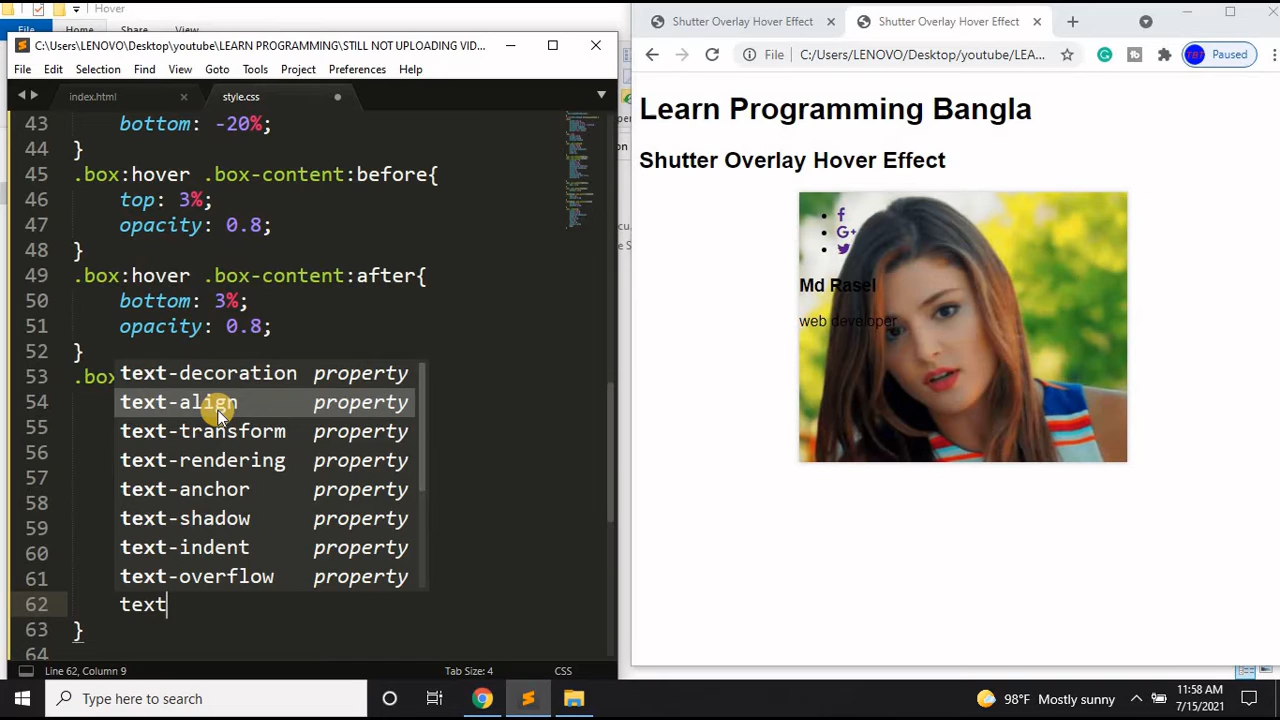 Hover
File
Home
C:\Users\LENOVO\Desktop\youtube\LEARN PROGRAMMING\STILL NOT UPLOADING VID...
File Edit Selection Find View Goto Tools Project Preferences Help
index.html
style.css
43 bottom: -20%;
44 }
45 .box:hover .box-content:before{
46 top: 3%;
47 opacity: 0.8;
48 }
49 .box:hover .box-content:after{
50 bottom: 3%;
51 opacity: 0.8;
52 }
53 .box
text-decoration property
54 text-align property
55 text-transform property
56 text-rendering property
57 text-anchor property
58 text-shadow property
59 text-indent property
60 text-overflow property
61
62 text
63 }
64
Line 62, Column 9
Tab Size: 4
CSS
Shutter Overlay Hover Effect
Shutter Overlay Hover Effect
File
C:/Users/LENOVO/Desktop/youtube/LEA...
Paused
Learn Programming Bangla
Shutter Overlay Hover Effect
Md Rasel
web developer
Type here to search
98°F Mostly sunny
11:58 AM
7/15/2021